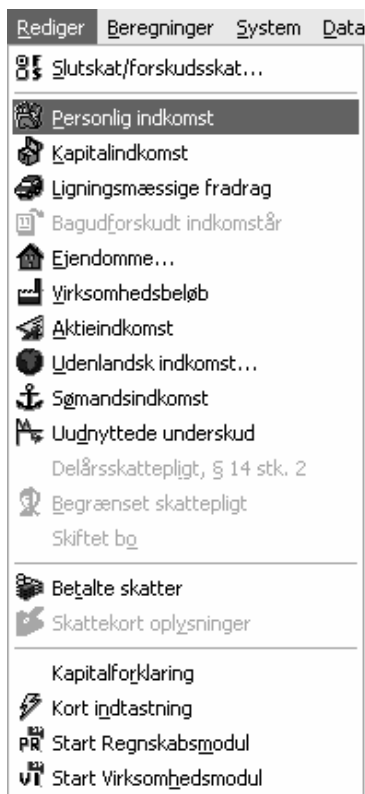 Rediger Beregninger System Data
Slutskat/forskudsskat...
Personlig indkomst
Kapitalindkomst
Ligningsmæssige fradrag
Bagudforskudt indkomstår
Ejendomme...
Virksomhedsbeløb
Aktieindkomst
Udenlandsk indkomst...
Sømandsindkomst
Uudnyttede underskud
Delårsskattepligt, § 14 stk. 2
Begrænset skattepligt
Skiftet bo
Betalte skatter
Skattekort oplysninger
Kapitalforklaring
Kort indtastning
Start Regnskabsmodul
Start Virksomhedsmodul